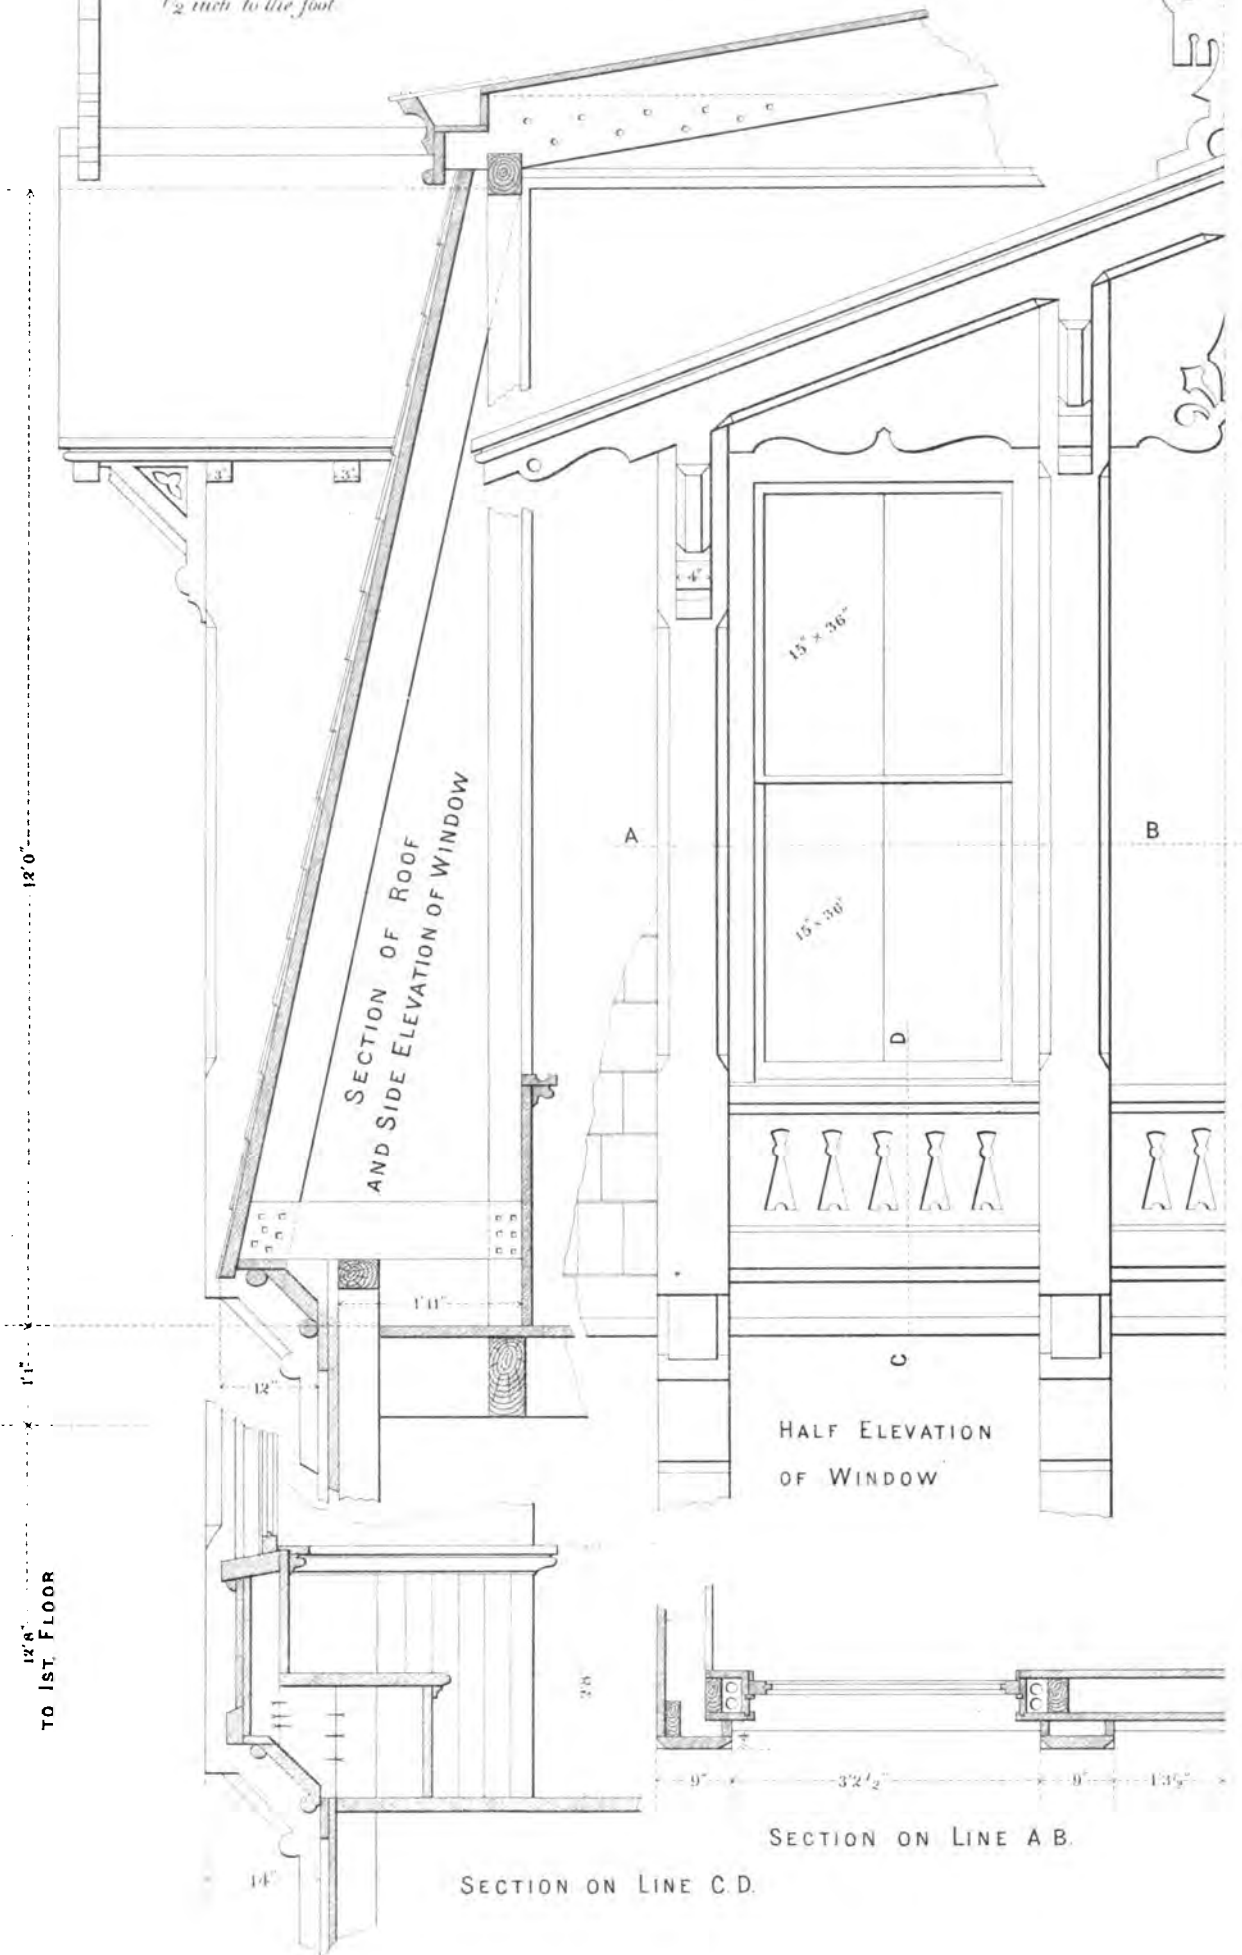 1/2 inch to the foot.
3"
3"
4"
15" × 36"
12'0"
A
B
SECTION OF ROOF
AND SIDE ELEVATION OF WINDOW
15" × 36"
D
1'11"
1'1"
12"
C
HALF ELEVATION
OF WINDOW
12'8"
TO 1ST. FLOOR
2'8
4"
9"
3'2 1/2"
9"
SECTION ON LINE A B.
14"
SECTION ON LINE C.D.